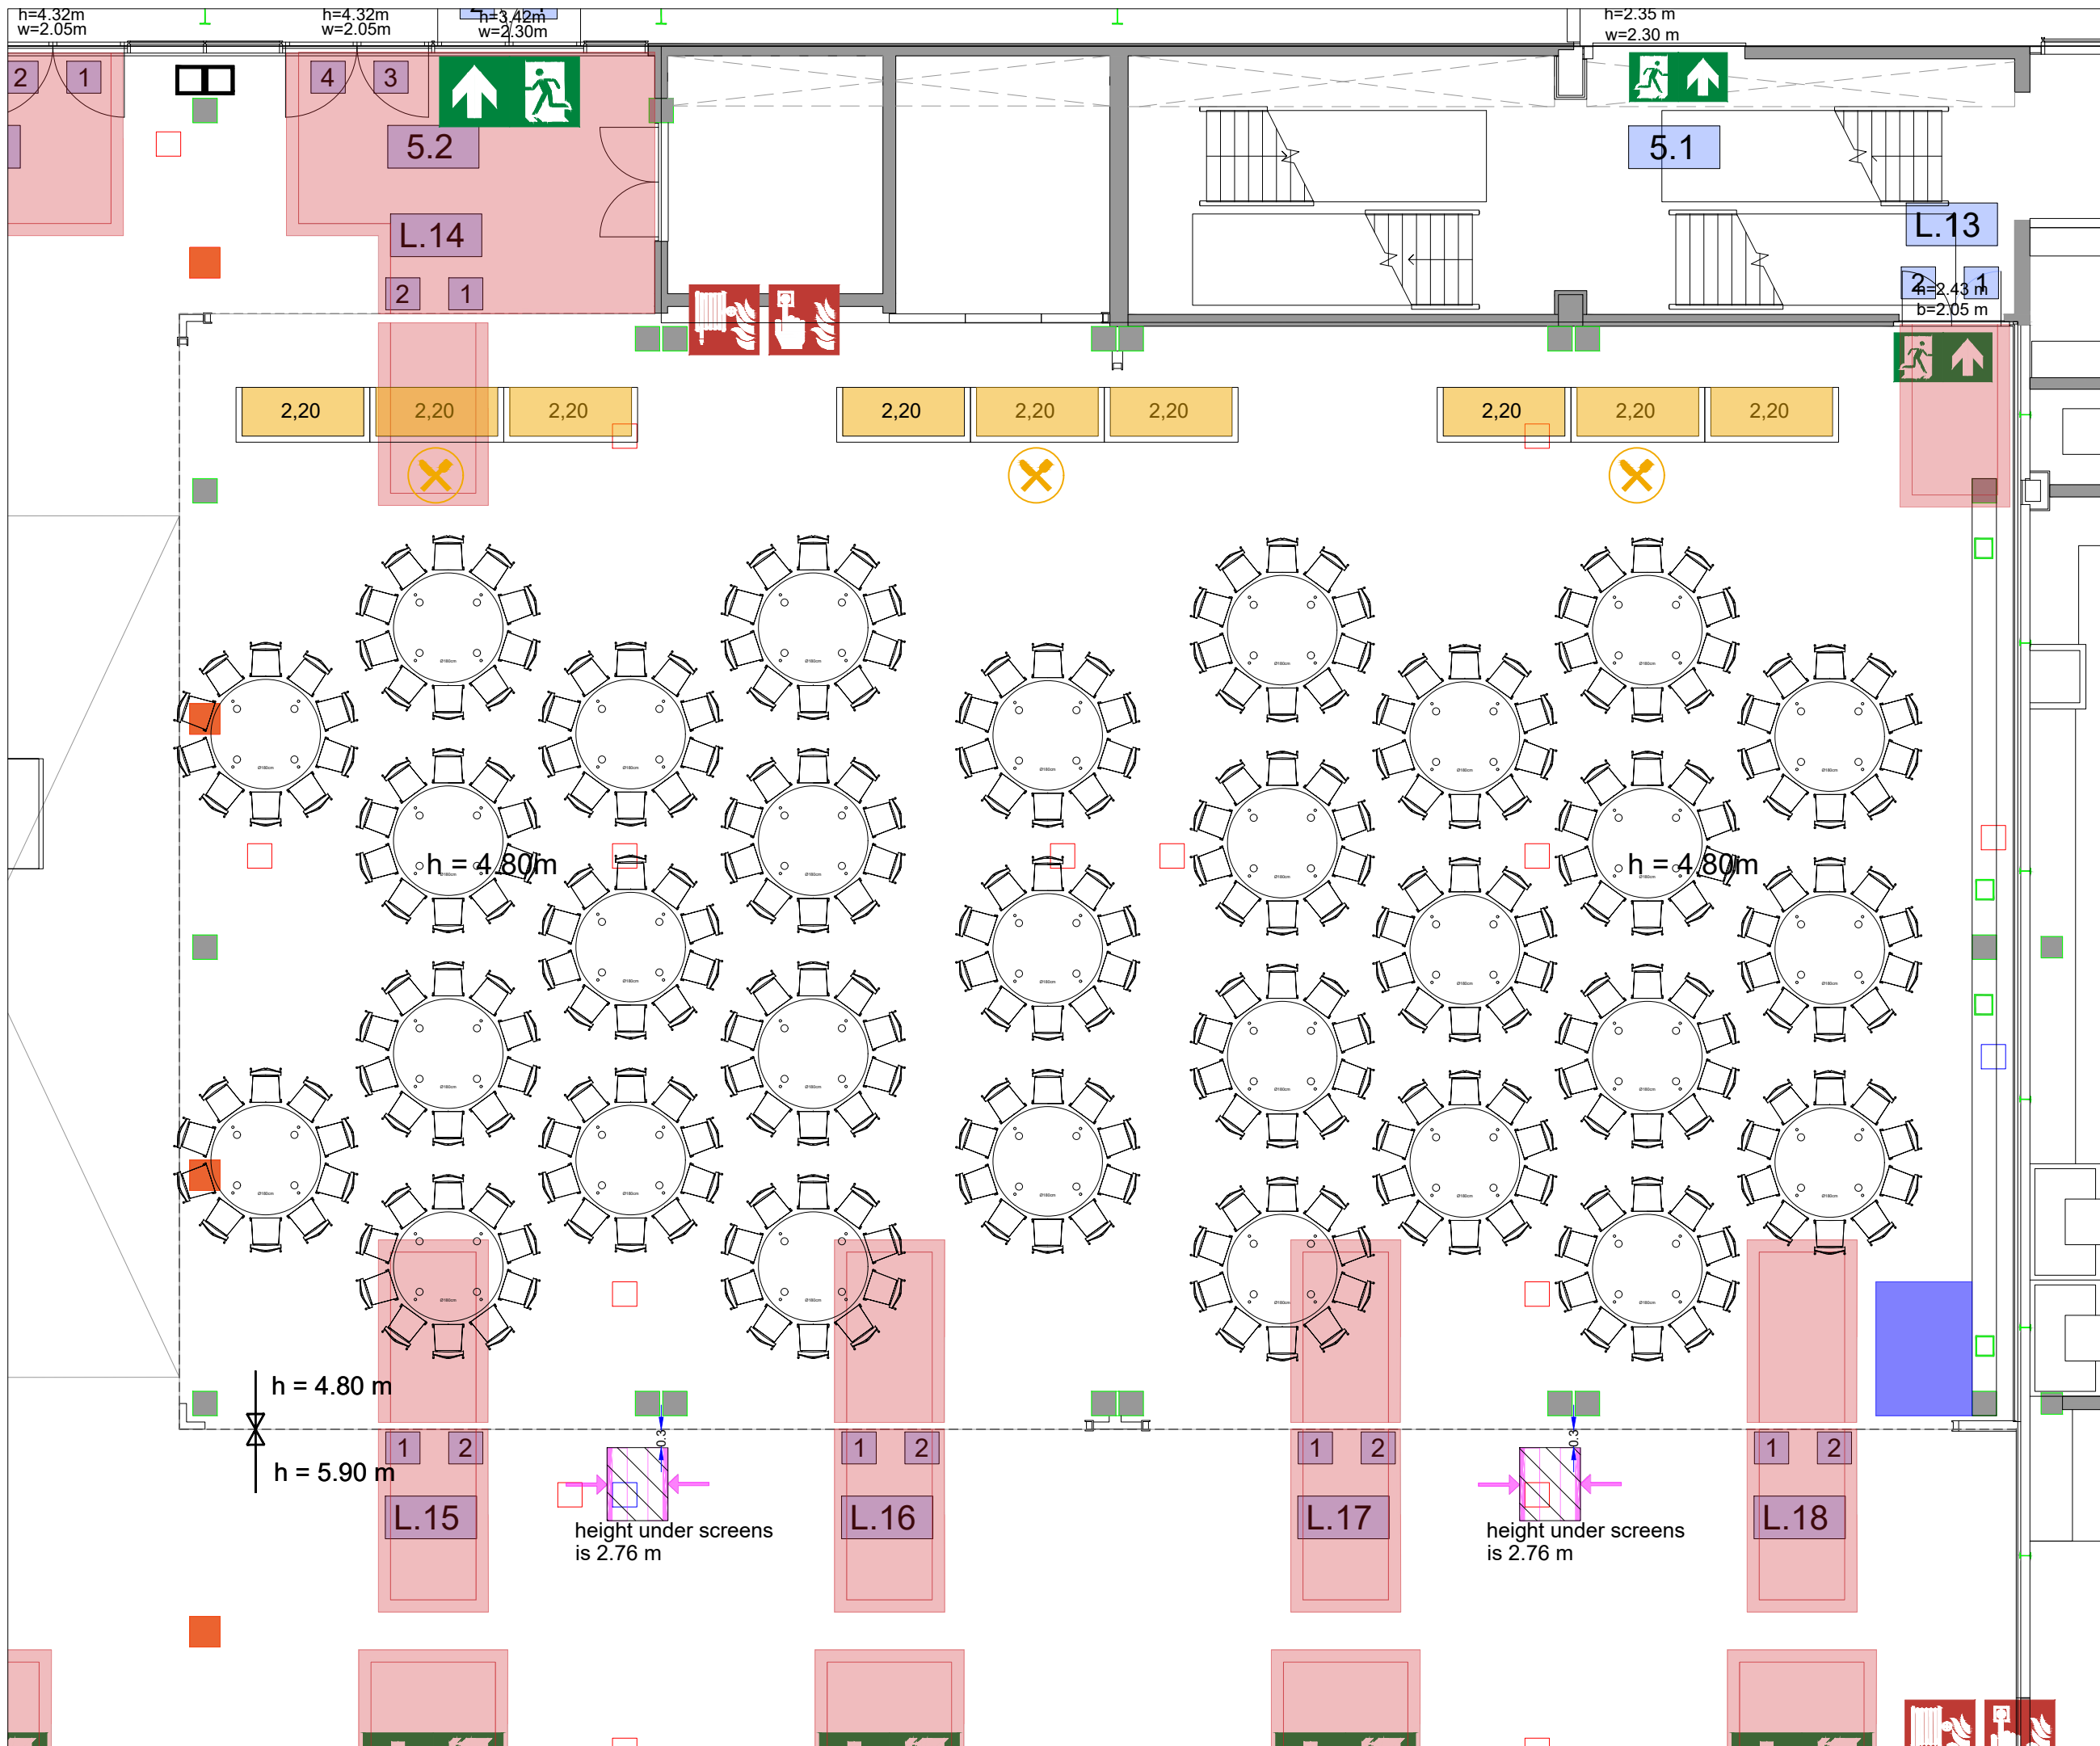 h=4.32m
w=2.05m
h=4.32m
w=2.05m
h=3.42m
w=2.30m
h=2.35 m
w=2.30 m
2
1
4
3
5.2
5.1
L.14
L.13
2
1
2
1
h=2.43 m
b=2.05 m
2,20
2,20
2,20
2,20
2,20
2,20
2,20
2,20
2,20
h = 4.80m
h = 4.80m
h = 4.80 m
h = 5.90 m
1
2
1
2
1
2
1
2
0.3
0.3
L.15
L.16
L.17
L.18
height under screens
is 2.76 m
height under screens
is 2.76 m